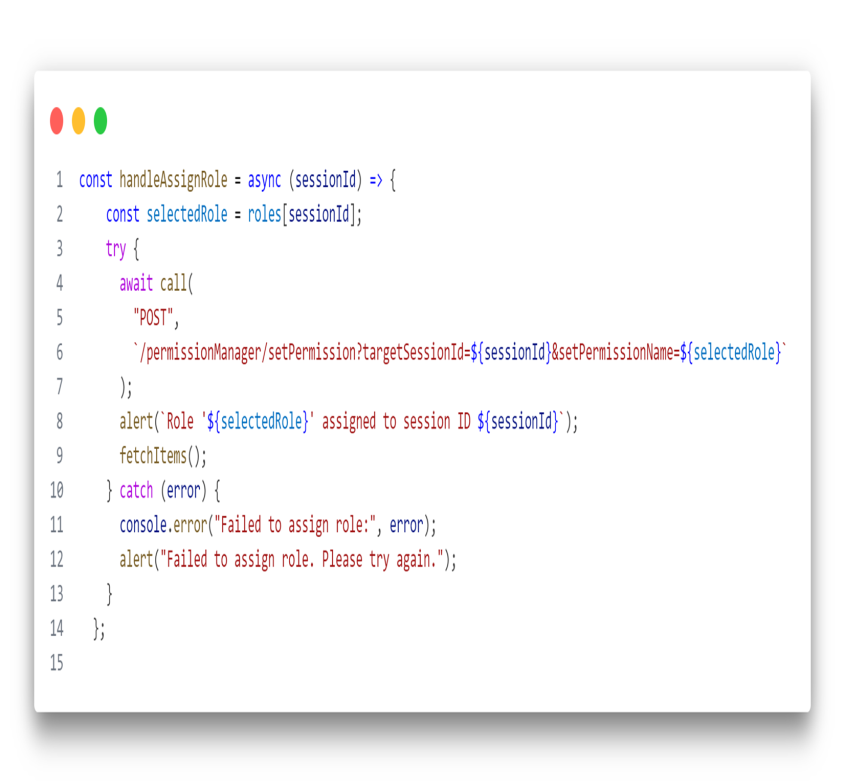 1 const handleAssignRole = async (sessionId) => {
2 const selectedRole = roles[sessionId];
3 try {
4 await call(
5 "POST",
6 `/permissionManager/setPermission?targetSessionId=${sessionId}&setPermissionName=${selectedRole}`
7 );
8 alert(`Role '${selectedRole}' assigned to session ID ${sessionId}`);
9 fetchItems();
10 } catch (error) {
11 console.error("Failed to assign role:", error);
12 alert("Failed to assign role. Please try again.");
13 }
14 };
15